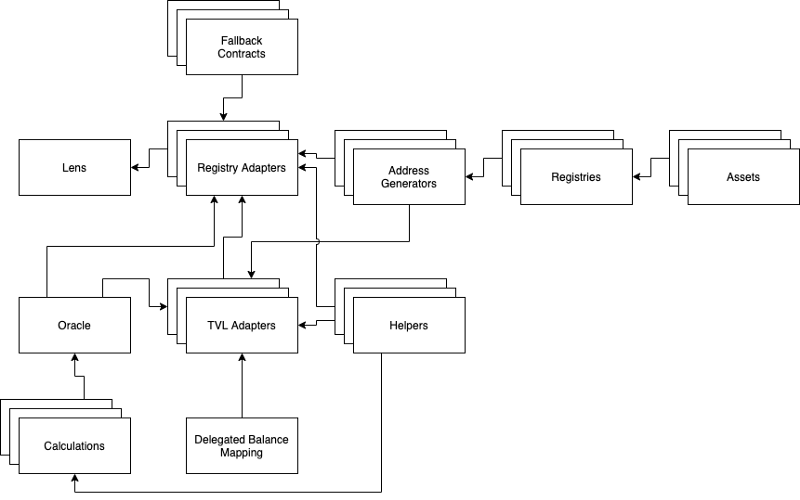 Fallback
Contracts
Lens
Registry Adapters
Address
Generators
Registries
Assets
Oracle
TVL Adapters
Helpers
Calculations
Delegated Balance
Mapping